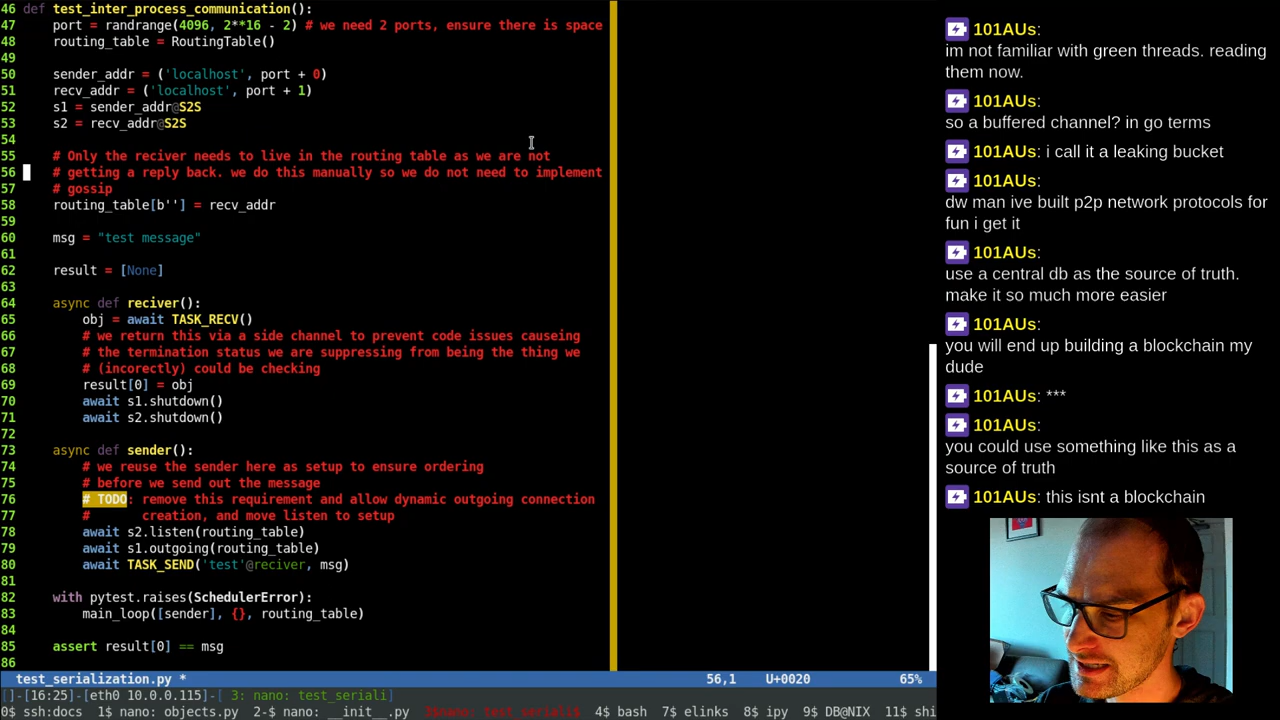 46 def test_inter_process_communication():
47     port = randrange(4096, 2**16 - 2) # we need 2 ports, ensure there is space
48     routing_table = RoutingTable()
49
50     sender_addr = ('localhost', port + 0)
51     recv_addr = ('localhost', port + 1)
52     s1 = sender_addr@S2S
53     s2 = recv_addr@S2S
54
55     # Only the reciver needs to live in the routing table as we are not
56     # getting a reply back. we do this manually so we do not need to implement
57     # gossip
58     routing_table[b''] = recv_addr
59
60     msg = "test message"
61
62     result = [None]
63
64     async def reciver():
65         obj = await TASK_RECV()
66         # we return this via a side channel to prevent code issues causeing
67         # the termination status we are suppressing from being the thing we
68         # (incorectly) could be checking
69         result[0] = obj
70         await s1.shutdown()
71         await s2.shutdown()
72
73     async def sender():
74         # we reuse the sender here as setup to ensure ordering
75         # before we send out the message
76         # TODO: remove this requirement and allow dynamic outgoing connection
77         #       creation, and move listen to setup
78         await s2.listen(routing_table)
79         await s1.outgoing(routing_table)
80         await TASK_SEND('test'@reciver, msg)
81
82     with pytest.raises(SchedulerError):
83         main_loop([sender], {}, routing_table)
84
85     assert result[0] == msg
86
test_serialization.py * 56,1 U+0020 65%
[]-[16:25]-[eth0 10.0.0.115]-[ 3: nano: test_seriali]
0$ ssh:docs 1$ nano: objects.py 2-$ nano: __init__.py 3$ nano: test_seriali$ 4$ bash 7$ elinks 8$ ipy 9$ DB@NIX 11$ shi
101AUs:
im not familiar with green threads. reading
them now.
101AUs:
so a buffered channel? in go terms
101AUs: i call it a leaking bucket
101AUs:
dw man ive built p2p network protocols for
fun i get it
101AUs:
use a central db as the source of truth.
make it so much more easier
101AUs:
you will end up building a blockchain my
dude
101AUs: ***
101AUs:
you could use something like this as a
source of truth
101AUs: this isnt a blockchain